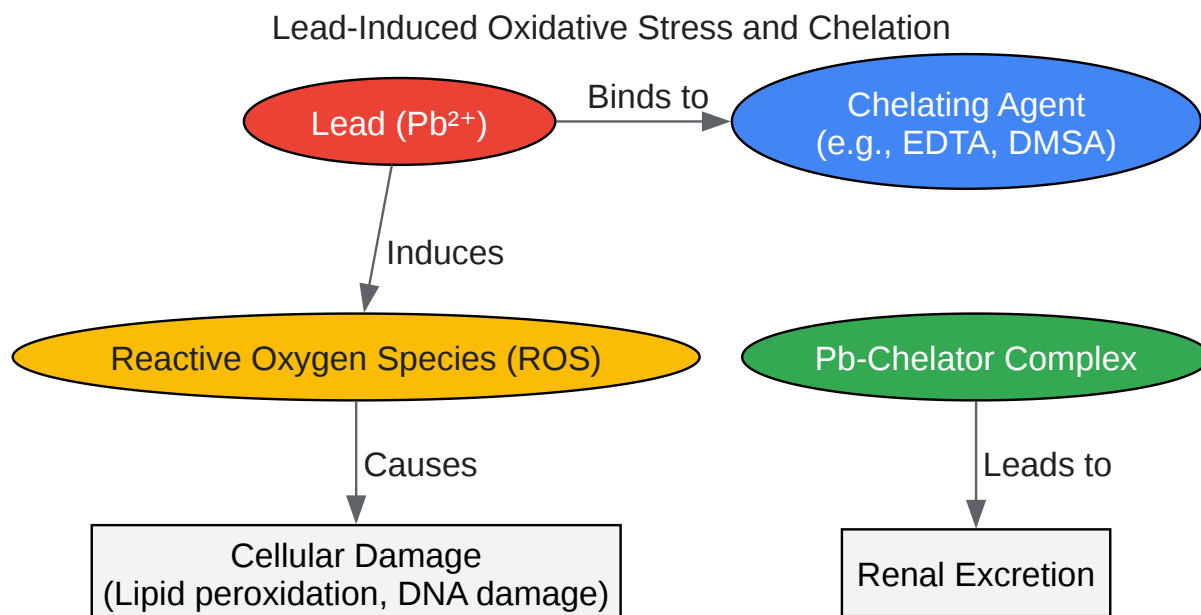 Lead-Induced Oxidative Stress and Chelation
Lead (Pb²⁺)
Binds to
Chelating Agent
(e.g., EDTA, DMSA)
Induces
Reactive Oxygen Species (ROS)
Pb-Chelator Complex
Causes
Leads to
Cellular Damage
(Lipid peroxidation, DNA damage)
Renal Excretion